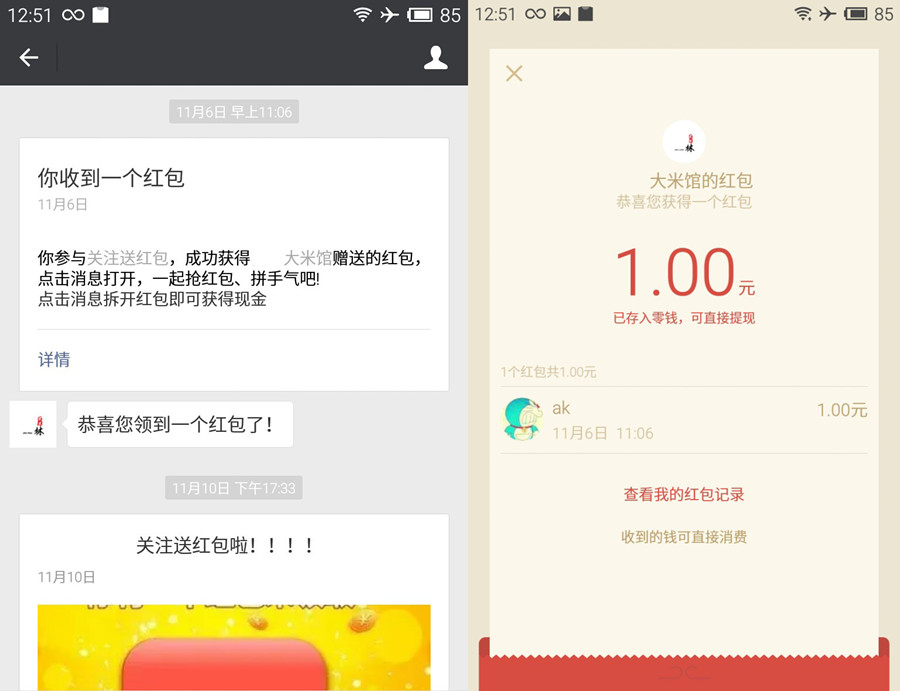 12:51
85
11月6日 早上11:06
你收到一个红包
11月6日
你参与关注送红包，成功获得 大米馆赠送的红包，
点击消息打开，一起抢红包、拼手气吧!
点击消息拆开红包即可获得现金
详情
恭喜您领到一个红包了！
11月10日 下午17:33
关注送红包啦！！！！
11月10日
12:51
85
大米馆的红包
恭喜您获得一个红包
1.00元
已存入零钱，可直接提现
1个红包共1.00元
ak
1.00元
11月6日 11:06
查看我的红包记录
收到的钱可直接消费